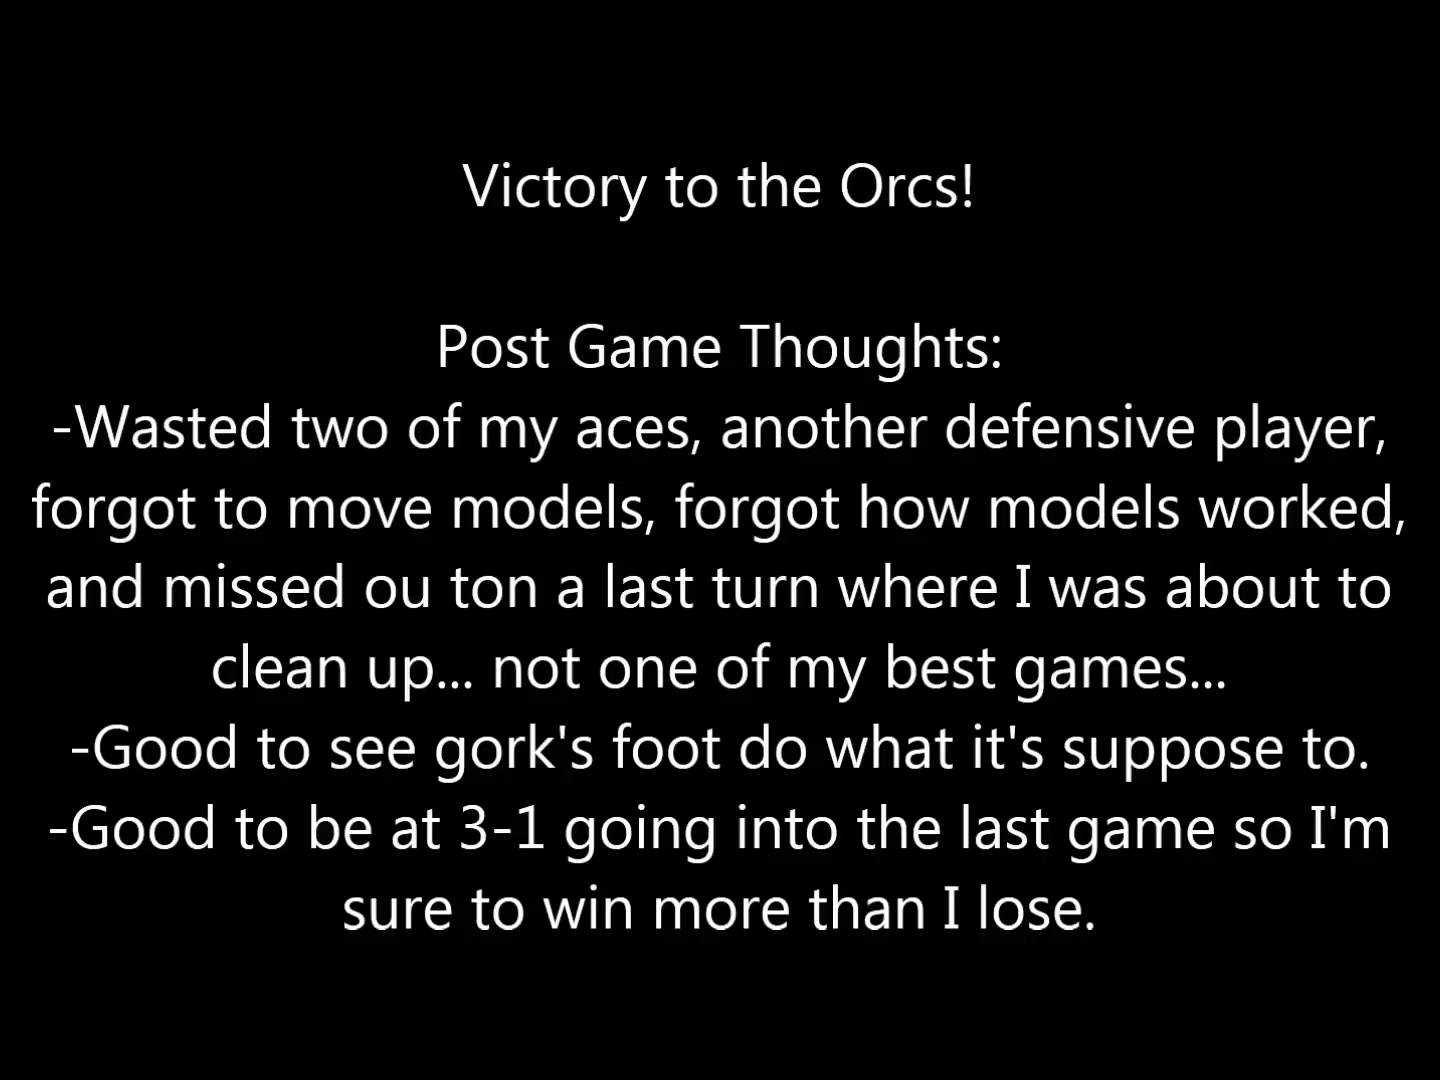 Victory to the Orcs!
Post Game Thoughts:
-Wasted two of my aces, another defensive player,
forgot to move models, forgot how models worked,
and missed ou ton a last turn where I was about to
clean up... not one of my best games...
-Good to see gork's foot do what it's suppose to.
-Good to be at 3-1 going into the last game so I'm
sure to win more than I lose.